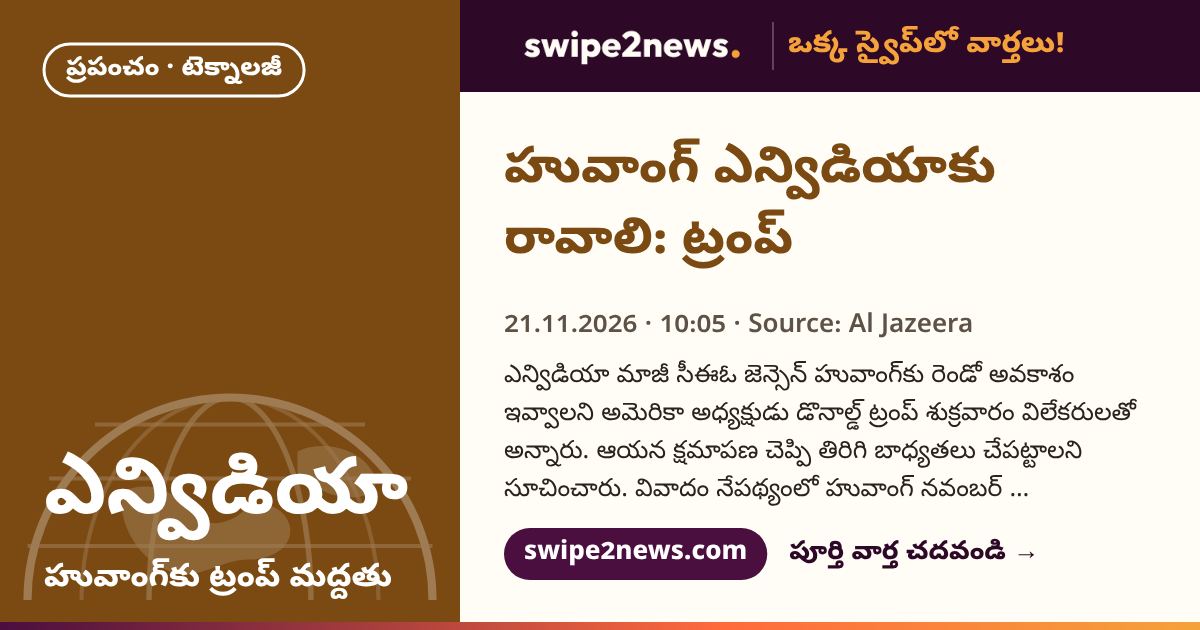 ప్రపంచం · టెక్నాలజీ
swipe2news.
ఒక్క స్వైప్‌లో వార్తలు!
హువాంగ్ ఎన్విడియాకు
రావాలి: ట్రంప్
21.11.2026 · 10:05 · Source: Al Jazeera
ఎన్విడియా మాజీ సీఈఓ జెన్సెన్ హువాంగ్‌కు రెండో అవకాశం
ఇవ్వాలని అమెరికా అధ్యక్షుడు డొనాల్డ్ ట్రంప్ శుక్రవారం విలేకరులతో
అన్నారు. ఆయన క్షమాపణ చెప్పి తిరిగి బాధ్యతలు చేపట్టాలని
సూచించారు. వివాదం నేపథ్యంలో హువాంగ్ నవంబర్ ...
ఎన్విడియా
హువాంగ్‌కు ట్రంప్ మద్దతు
swipe2news.com
పూర్తి వార్త చదవండి →